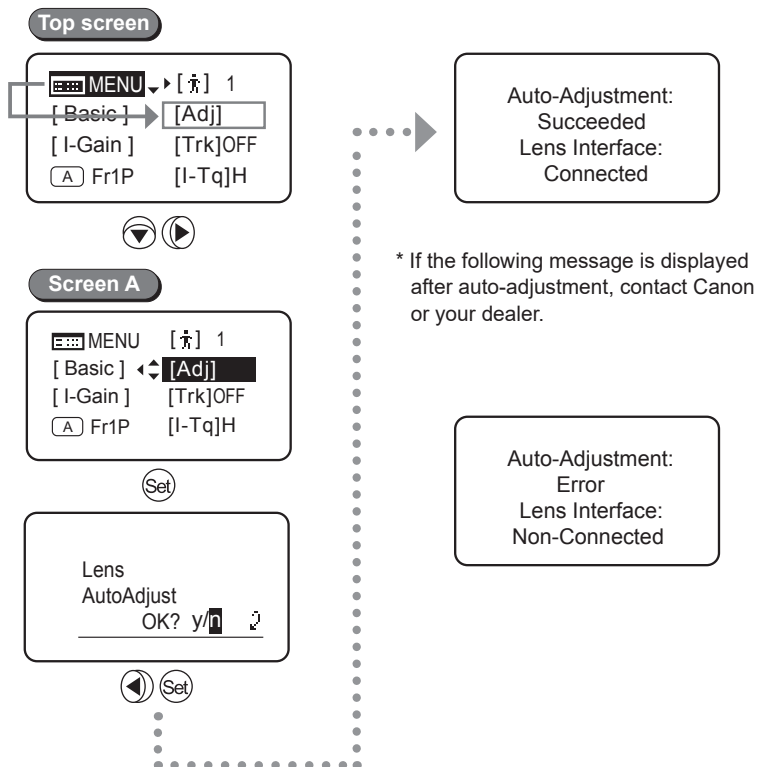 Top screen
MENU [ ] 1
[ Basic ] [Adj]
[ I-Gain ] [Trk]OFF
A Fr1P [I-Tq]H
Screen A
MENU [ ] 1
[ Basic ] [Adj]
[ I-Gain ] [Trk]OFF
A Fr1P [I-Tq]H
Set
Lens
AutoAdjust
OK? y/n
Set
Auto-Adjustment:
Succeeded
Lens Interface:
Connected
* If the following message is displayed
after auto-adjustment, contact Canon
or your dealer.
Auto-Adjustment:
Error
Lens Interface:
Non-Connected